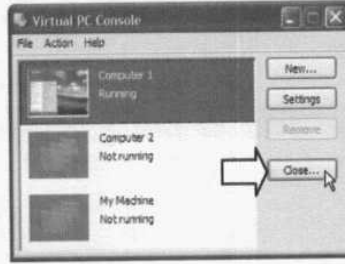 Virtual PC Console
File Action Help
Computer 1
Running
Computer 2
Not running
My Machine
Not running
New...
Settings
Remove
Close...